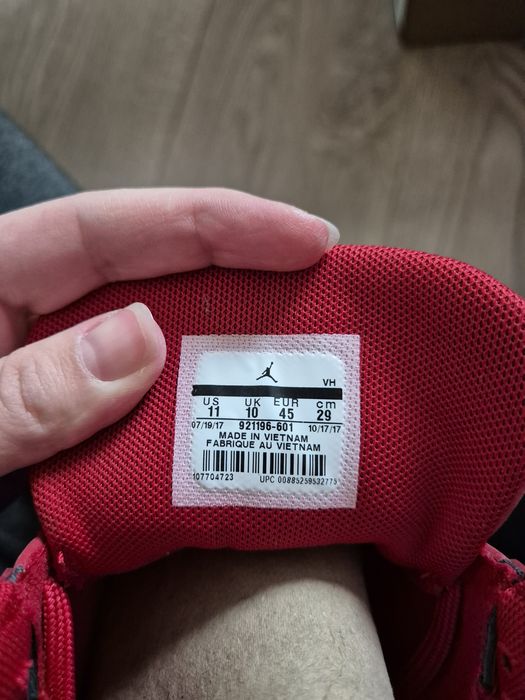 VH
US UK EUR cm
11 10 45 29
07/19/17 921196-601 10/17/17
MADE IN VIETNAM
FABRIQUE AU VIETNAM
107704723 UPC 00885259532775